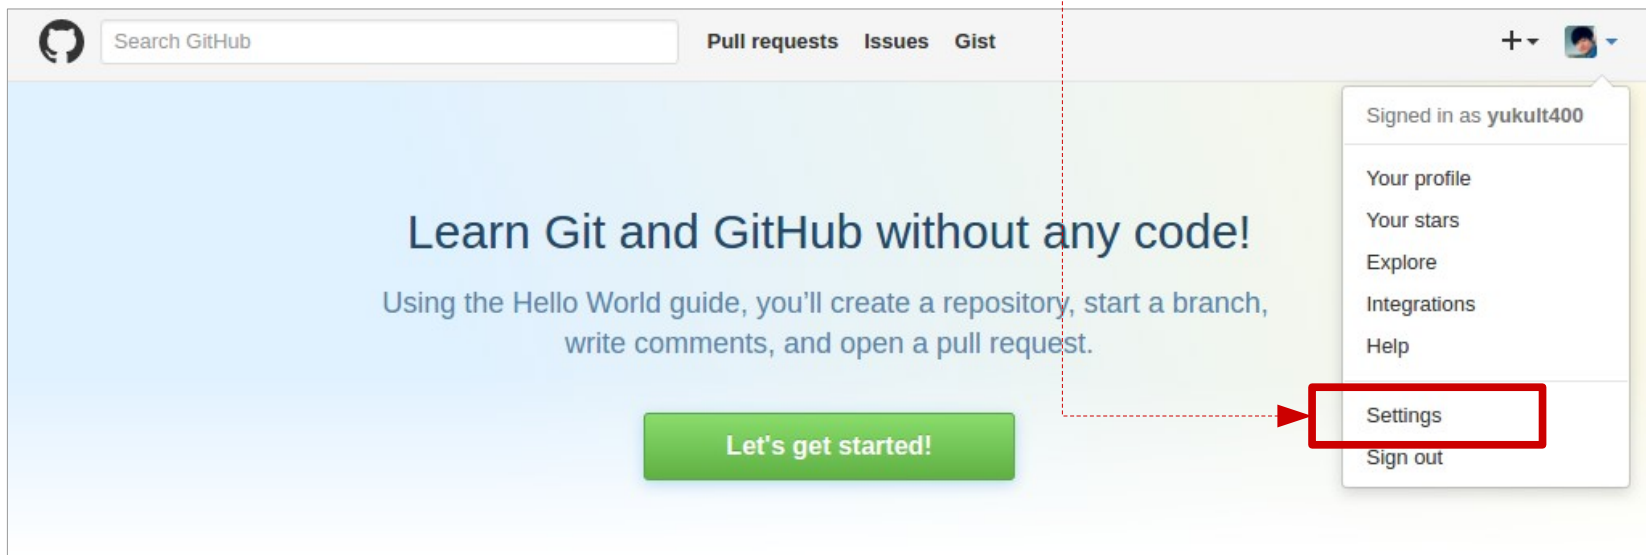 Search GitHub
Pull requests Issues Gist
Signed in as yukult400
Your profile
Your stars
Explore
Integrations
Help
Settings
Sign out
Learn Git and GitHub without any code!
Using the Hello World guide, you’ll create a repository, start a branch,
write comments, and open a pull request.
Let's get started!